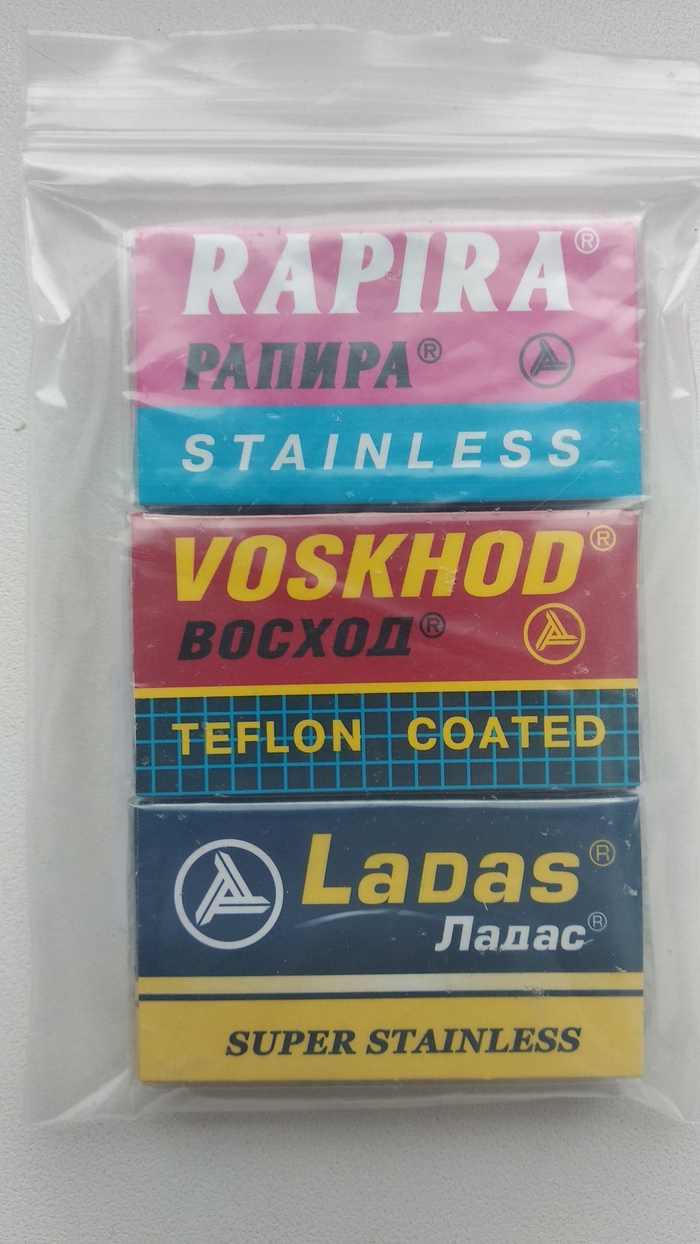 RAPIRA®
РАПИРА®
STAINLESS
VOSKHOD®
ВОСХОД®
TEFLON COATED
LaDas®
Ладас®
SUPER STAINLESS